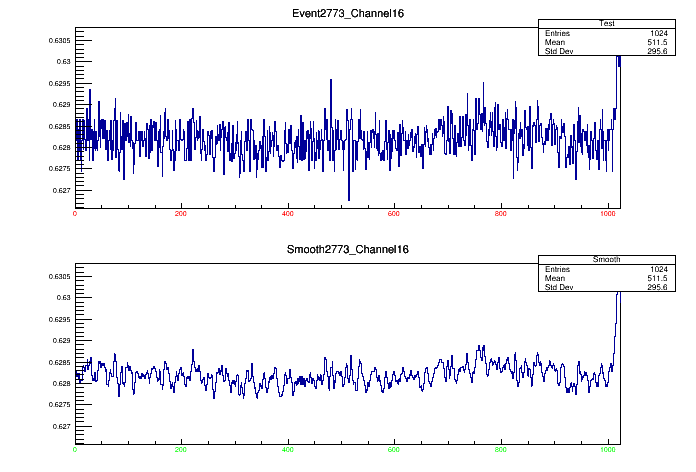 Event2773_Channel16
Test
Entries 1024
Mean 511.5
Std Dev 295.6
0.6305
0.63
0.6295
0.629
0.6285
0.628
0.6275
0.627
0 200 400 600 800 1000
Smooth2773_Channel16
Smooth
Entries 1024
Mean 511.5
Std Dev 295.6
0.6305
0.63
0.6295
0.629
0.6285
0.628
0.6275
0.627
0 200 400 600 800 1000